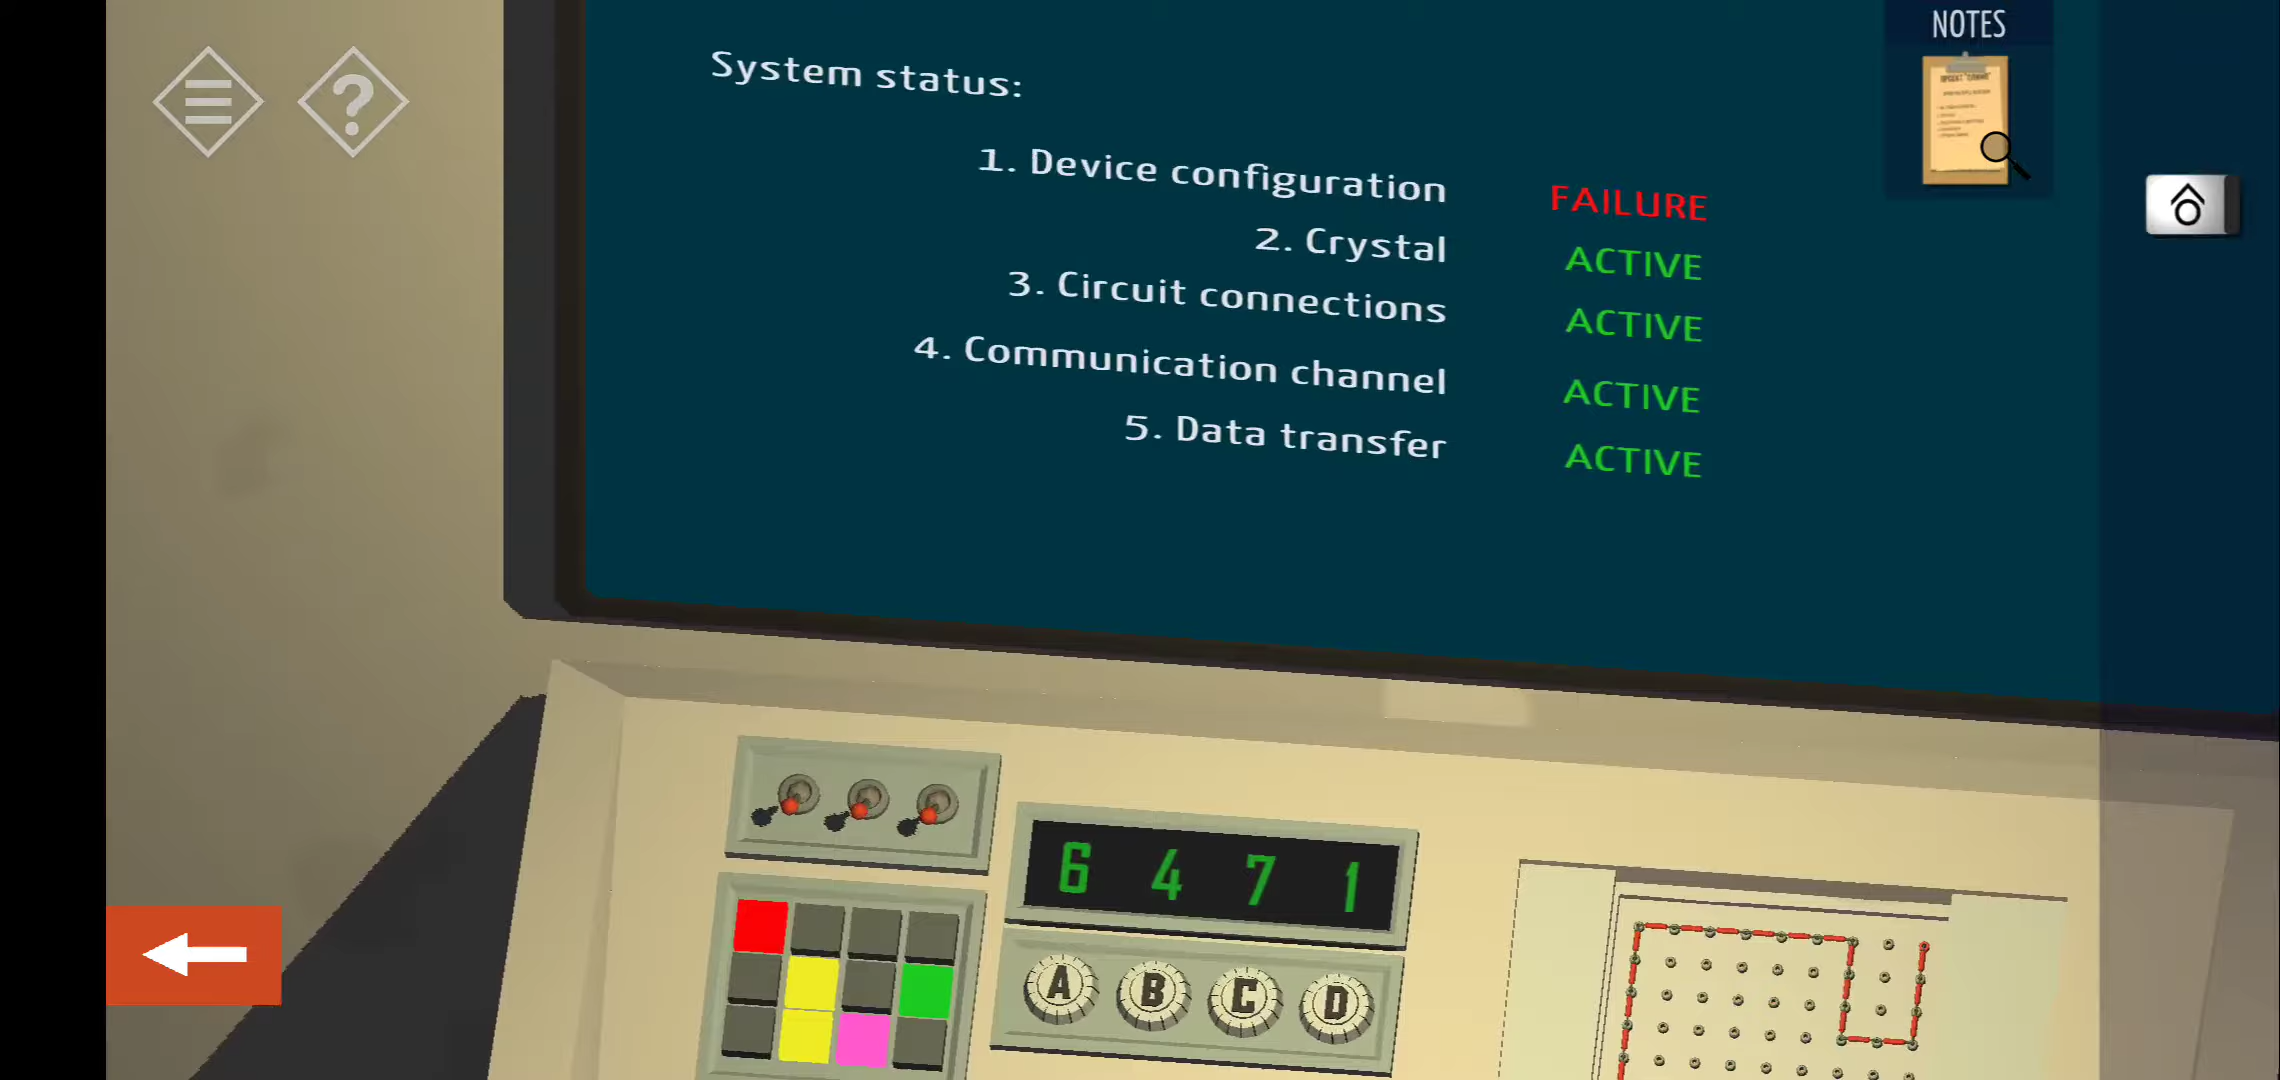 NOTES
System status:
1. Device configuration FAILURE
2. Crystal ACTIVE
3. Circuit connections ACTIVE
4. Communication channel ACTIVE
5. Data transfer ACTIVE
6 4 7 1
A B C D